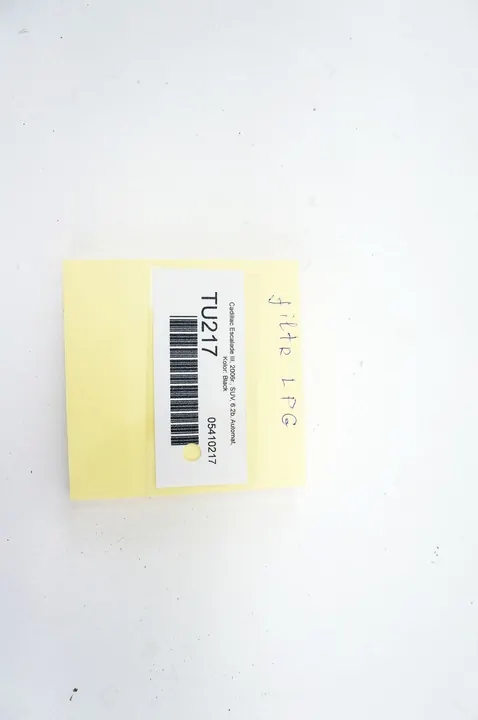 filtr LPG
Cadillac Escalade III, 2008r., SUV, 6.2b, Automat,
Kolor: Black
TU217
05410217